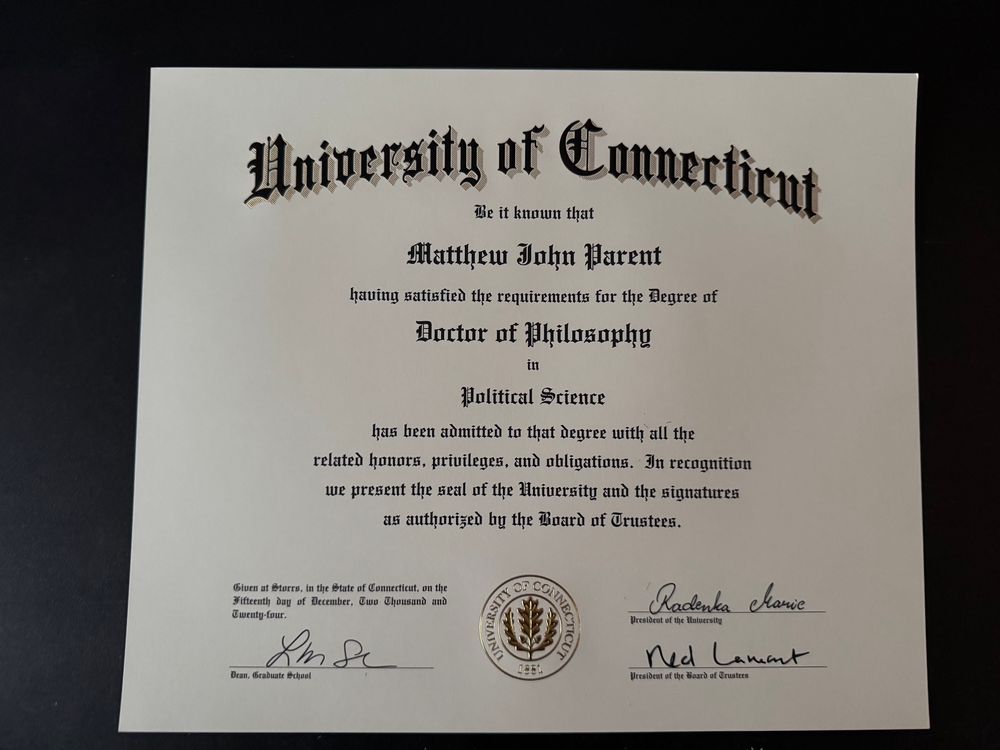 University of Connecticut
Be it known that
Matthew John Parent
having satisfied the requirements for the Degree of
Doctor of Philosophy
in
Political Science
has been admitted to that degree with all the
related honors, privileges, and obligations. In recognition
we present the seal of the University and the signatures
as authorized by the Board of Trustees.
Given at Storrs, in the State of Connecticut, on the
Fifteenth day of December, Two Thousand and
Twenty-four.
Dean, Graduate School
UNIVERSITY OF CONNECTICUT
1881
Radenka Maric
President of the University
Ned Lamont
President of the Board of Trustees